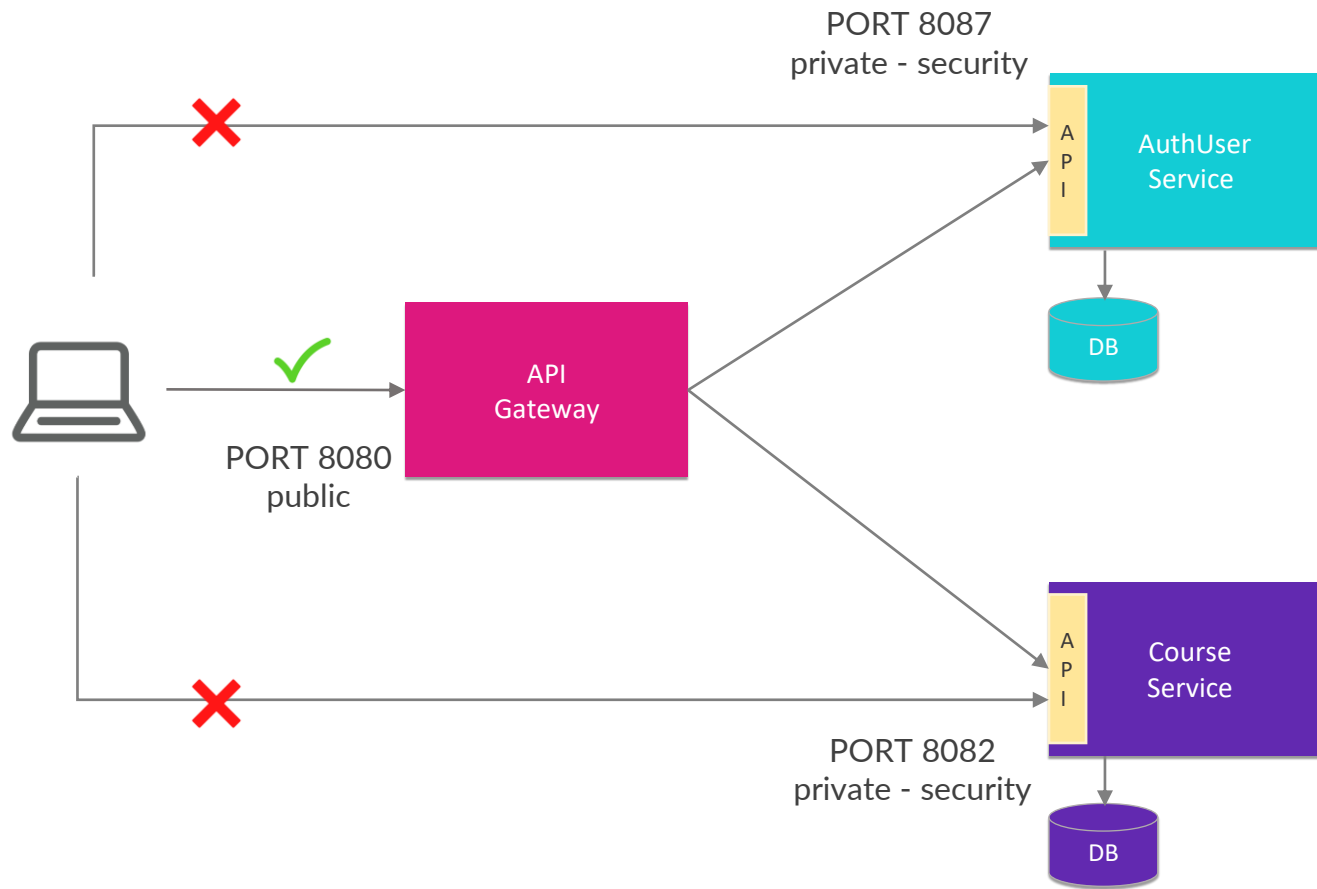 PORT 8087
private - security
A
P
I
AuthUser
Service
DB
API
Gateway
PORT 8080
public
A
P
I
Course
Service
PORT 8082
private - security
DB